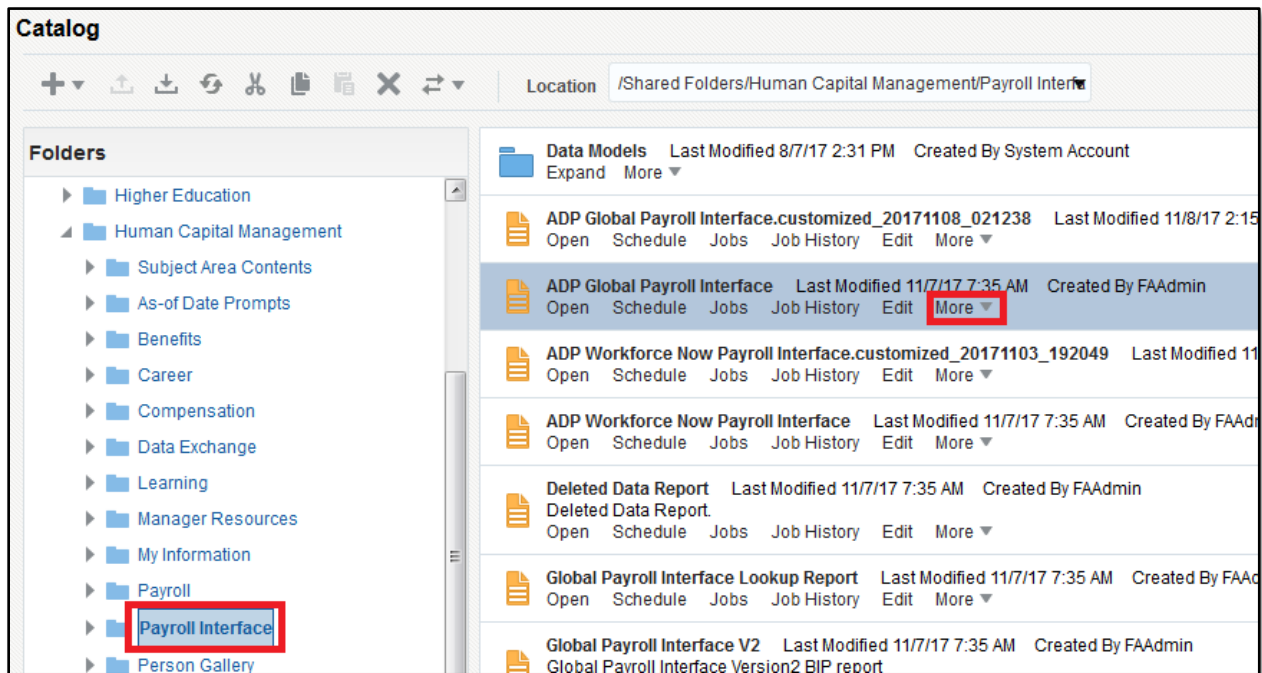 Catalog
Location /Shared Folders/Human Capital Management/Payroll
Folders
Higher Education
Human Capital Management
Subject Area Contents
As-of Date Prompts
Benefits
Career
Compensation
Data Exchange
Learning
Manager Resources
My Information
Payroll
Payroll Interface
Person Gallery
Data Models Last Modified 8/7/17 2:31 PM Created By System Account
Expand More
ADP Global Payroll Interface.customized_20171108_021238 Last Modified 11/8/17 2:15
Open Schedule Jobs Job History Edit More
ADP Global Payroll Interface Last Modified 11/7/17 7:35 AM Created By FAAdmin
Open Schedule Jobs Job History Edit More
ADP Workforce Now Payroll Interface.customized_20171103_192049 Last Modified 11
Open Schedule Jobs Job History Edit More
ADP Workforce Now Payroll Interface Last Modified 11/7/17 7:35 AM Created By
Open Schedule Jobs Job History Edit More
Deleted Data Report Last Modified 11/7/17 7:35 AM Created By FAAdmin
Deleted Data Report.
Open Schedule Jobs Job History Edit More
Global Payroll Interface Lookup Report Last Modified 11/7/17 7:35 AM Created By
Open Schedule Jobs Job History Edit More
Global Payroll Interface V2 Last Modified 11/7/17 7:35 AM Created By FAAdmin
Global Payroll Interface Version2 BIP report